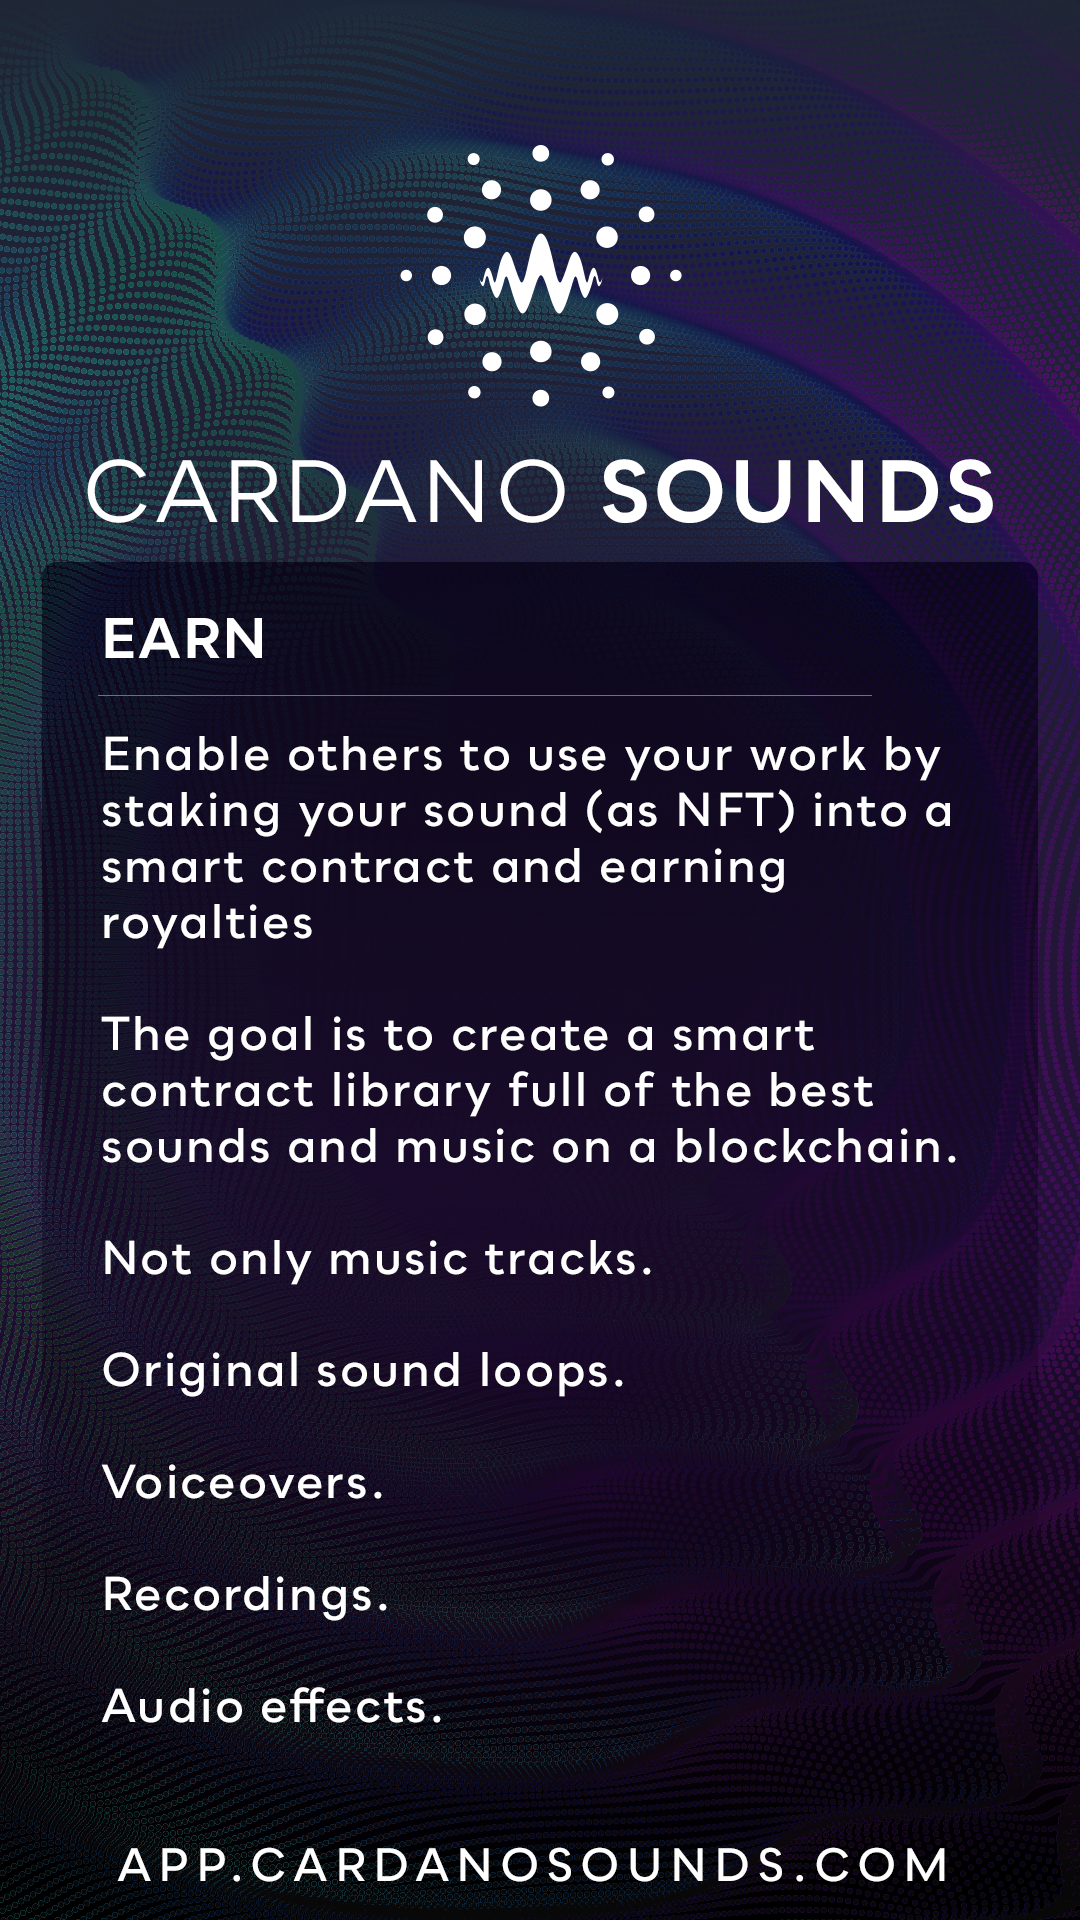 CARDANO SOUNDS
EARN
Enable others to use your work by
staking your sound (as NFT) into a
smart contract and earning
royalties
The goal is to create a smart
contract library full of the best
sounds and music on a blockchain.
Not only music tracks.
Original sound loops.
Voiceovers.
Recordings.
Audio effects.
APP.CARDANOSOUNDS.COM